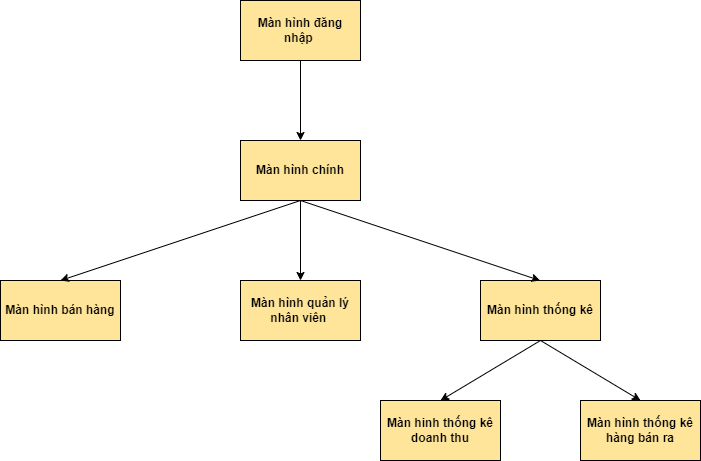 Màn hình đăng
nhập
Màn hình chính
Màn hình bán hàng
Màn hình quản lý
nhân viên
Màn hình thống kê
Màn hình thống kê
doanh thu
Màn hình thống kê
hàng bán ra